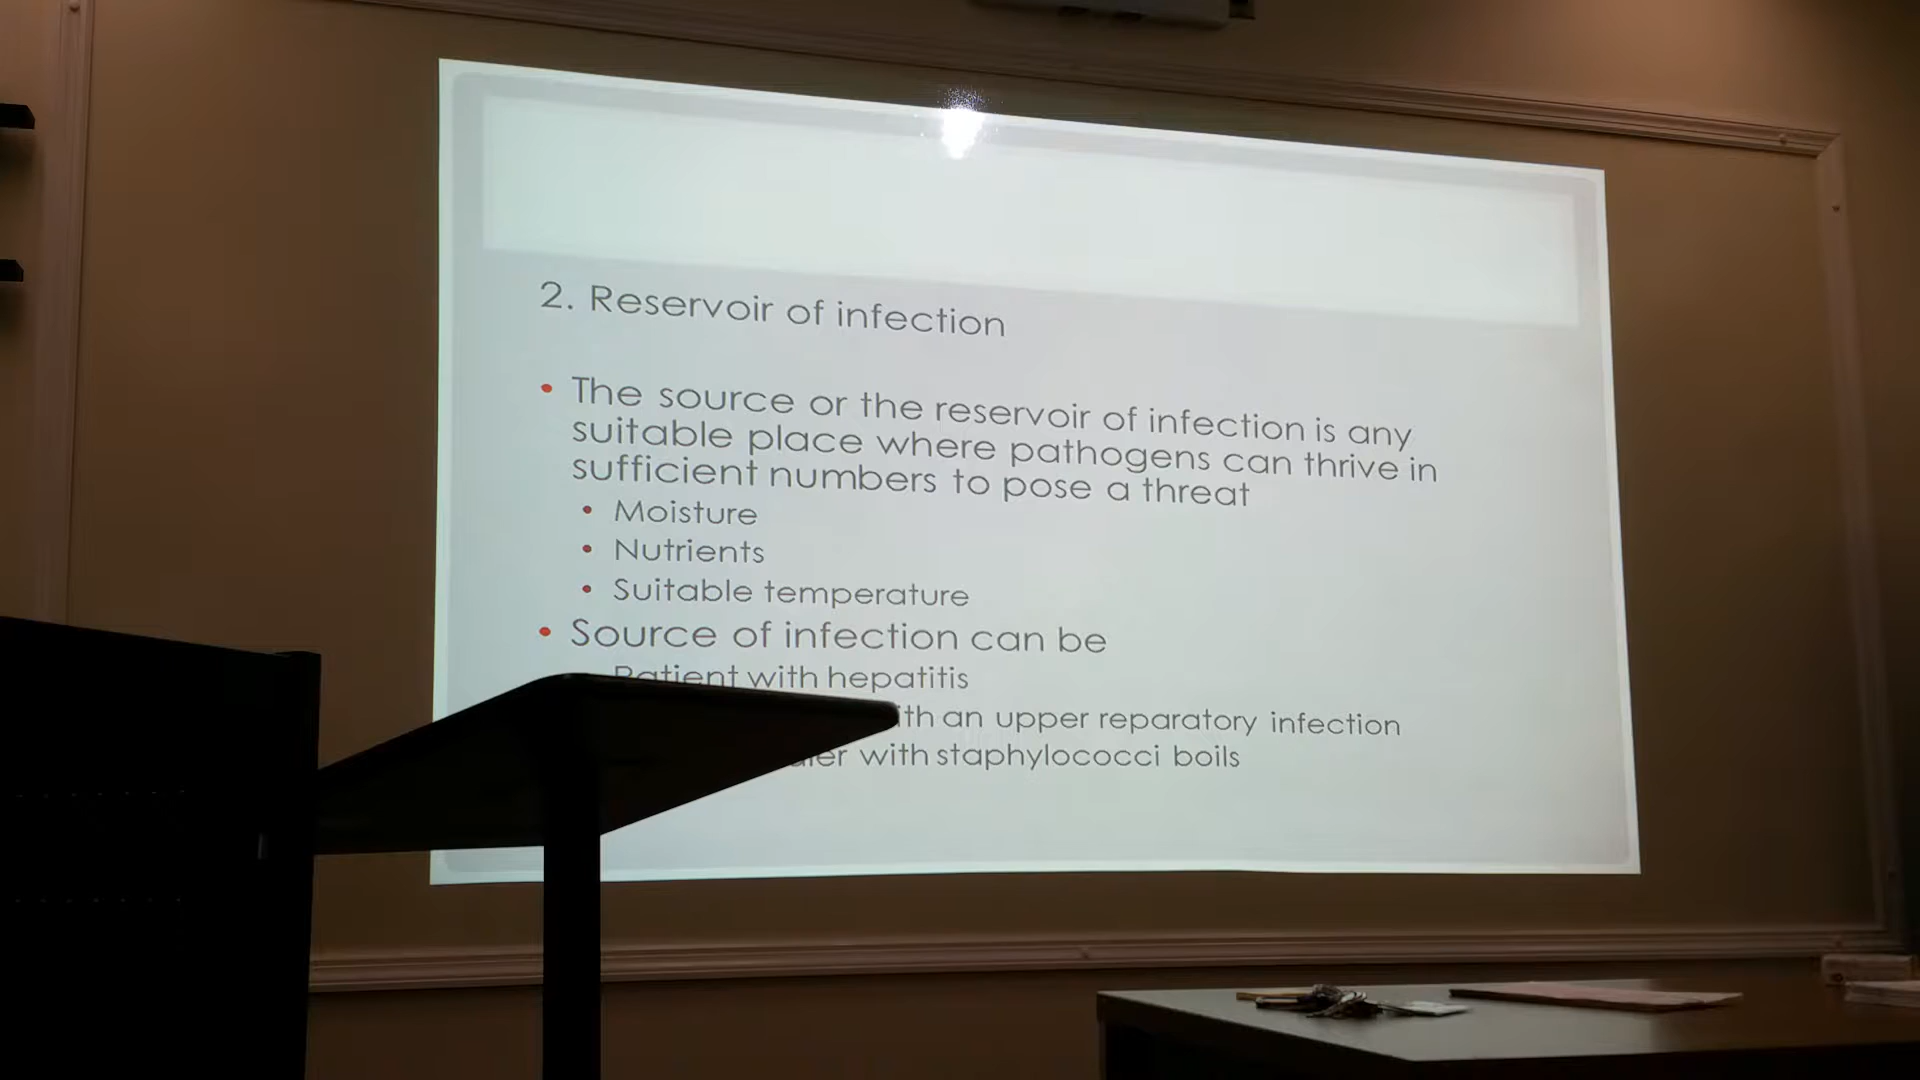 2. Reservoir of infection
• The source or the reservoir of infection is any
suitable place where pathogens can thrive in
sufficient numbers to pose a threat
• Moisture
• Nutrients
• Suitable temperature
• Source of infection can be
Patient with hepatitis
an upper reparatory infection
with staphylococci boils